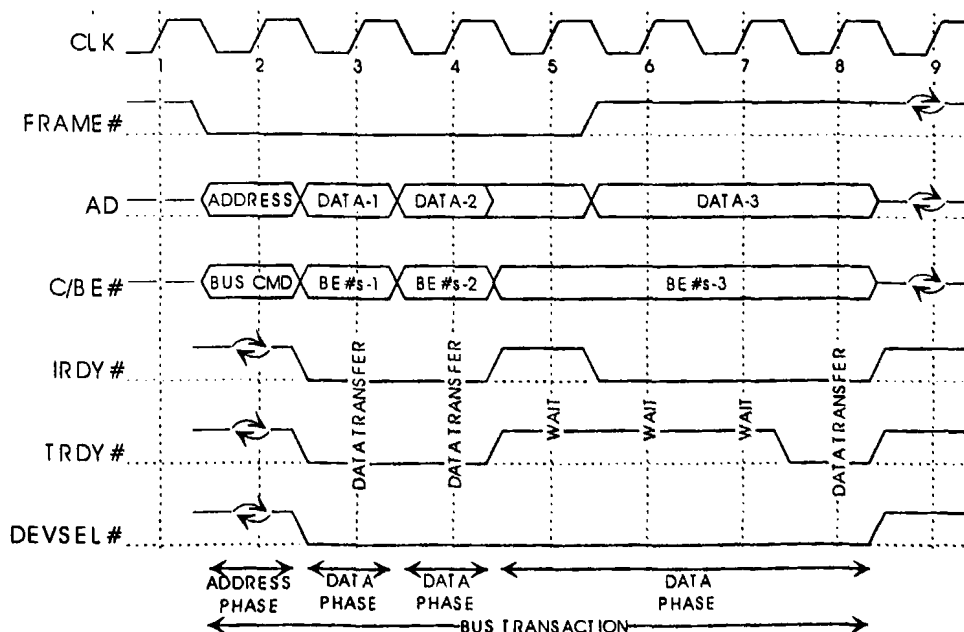 CLK
1 2 3 4 5 6 7 8 9
FRAME#
AD ADDRESS DATA-1 DATA-2 DATA-3
C/BE# BUS CMD BE#s-1 BE#s-2 BE#s-3
IRDY#
TRDY#
DATA TRANSFER
DATA TRANSFER
WAIT
WAIT
WAIT
DATA TRANSFER
DEVSEL#
ADDRESS PHASE
DATA PHASE
DATA PHASE
DATA PHASE
BUS TRANSACTION